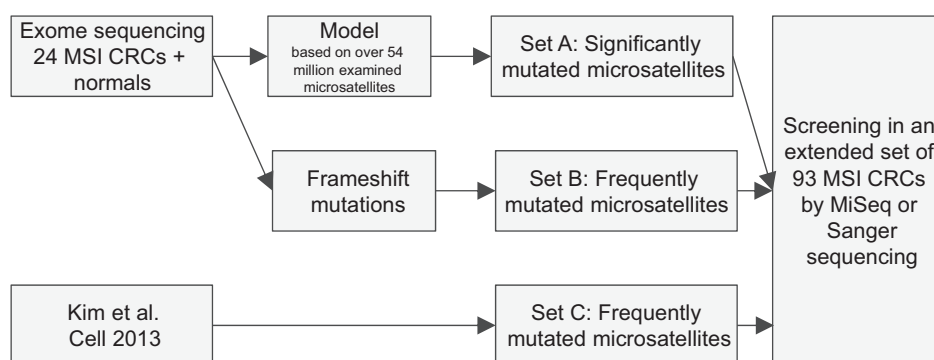 Exome sequencing
24 MSI CRCs +
normals
Model
based on over 54
million examined
microsatellites
Set A: Significantly
mutated microsatellites
Frameshift
mutations
Set B: Frequently
mutated microsatellites
Kim et al.
Cell 2013
Set C: Frequently
mutated microsatellites
Screening in an
extended set of
93 MSI CRCs
by MiSeq or
Sanger
sequencing